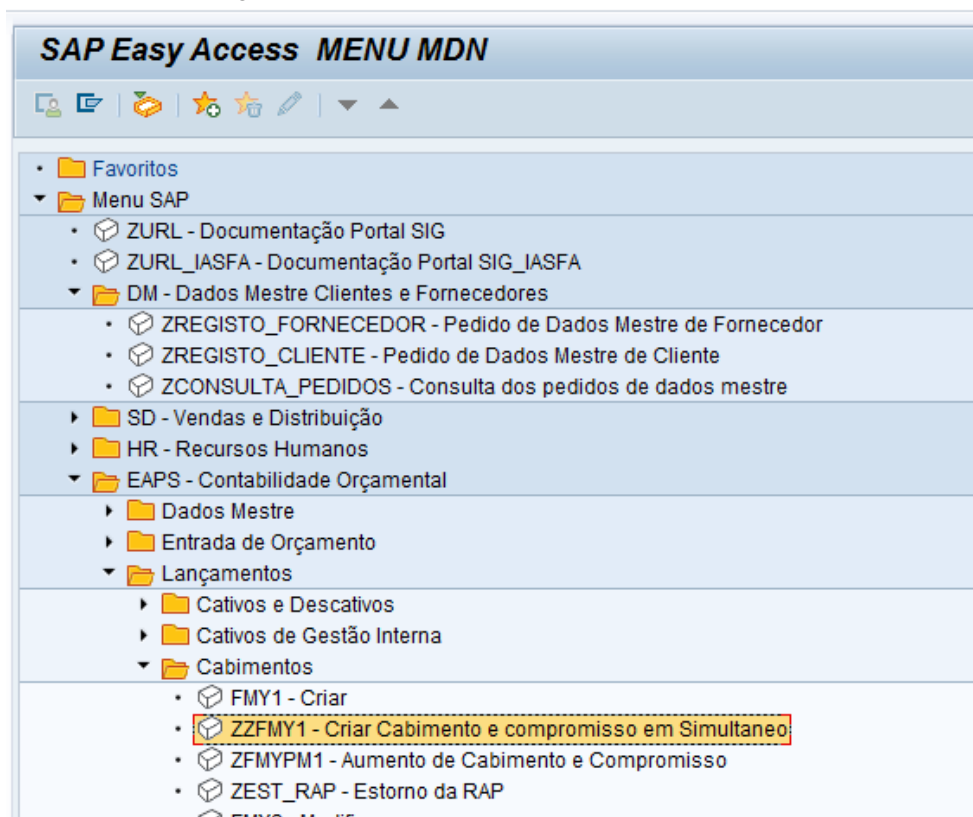 SAP Easy Access MENU MDN
Favoritos
Menu SAP
ZURL - Documentação Portal SIG
ZURL_IASFA - Documentação Portal SIG_IASFA
DM - Dados Mestre Clientes e Fornecedores
ZREGISTO_FORNECEDOR - Pedido de Dados Mestre de Fornecedor
ZREGISTO_CLIENTE - Pedido de Dados Mestre de Cliente
ZCONSULTA_PEDIDOS - Consulta dos pedidos de dados mestre
SD - Vendas e Distribuição
HR - Recursos Humanos
EAPS - Contabilidade Orçamental
Dados Mestre
Entrada de Orçamento
Lançamentos
Cativos e Descativos
Cativos de Gestão Interna
Cabimentos
FMY1 - Criar
ZZFMY1 - Criar Cabimento e compromisso em Simultaneo
ZFMYPM1 - Aumento de Cabimento e Compromisso
ZEST_RAP - Estorno da RAP